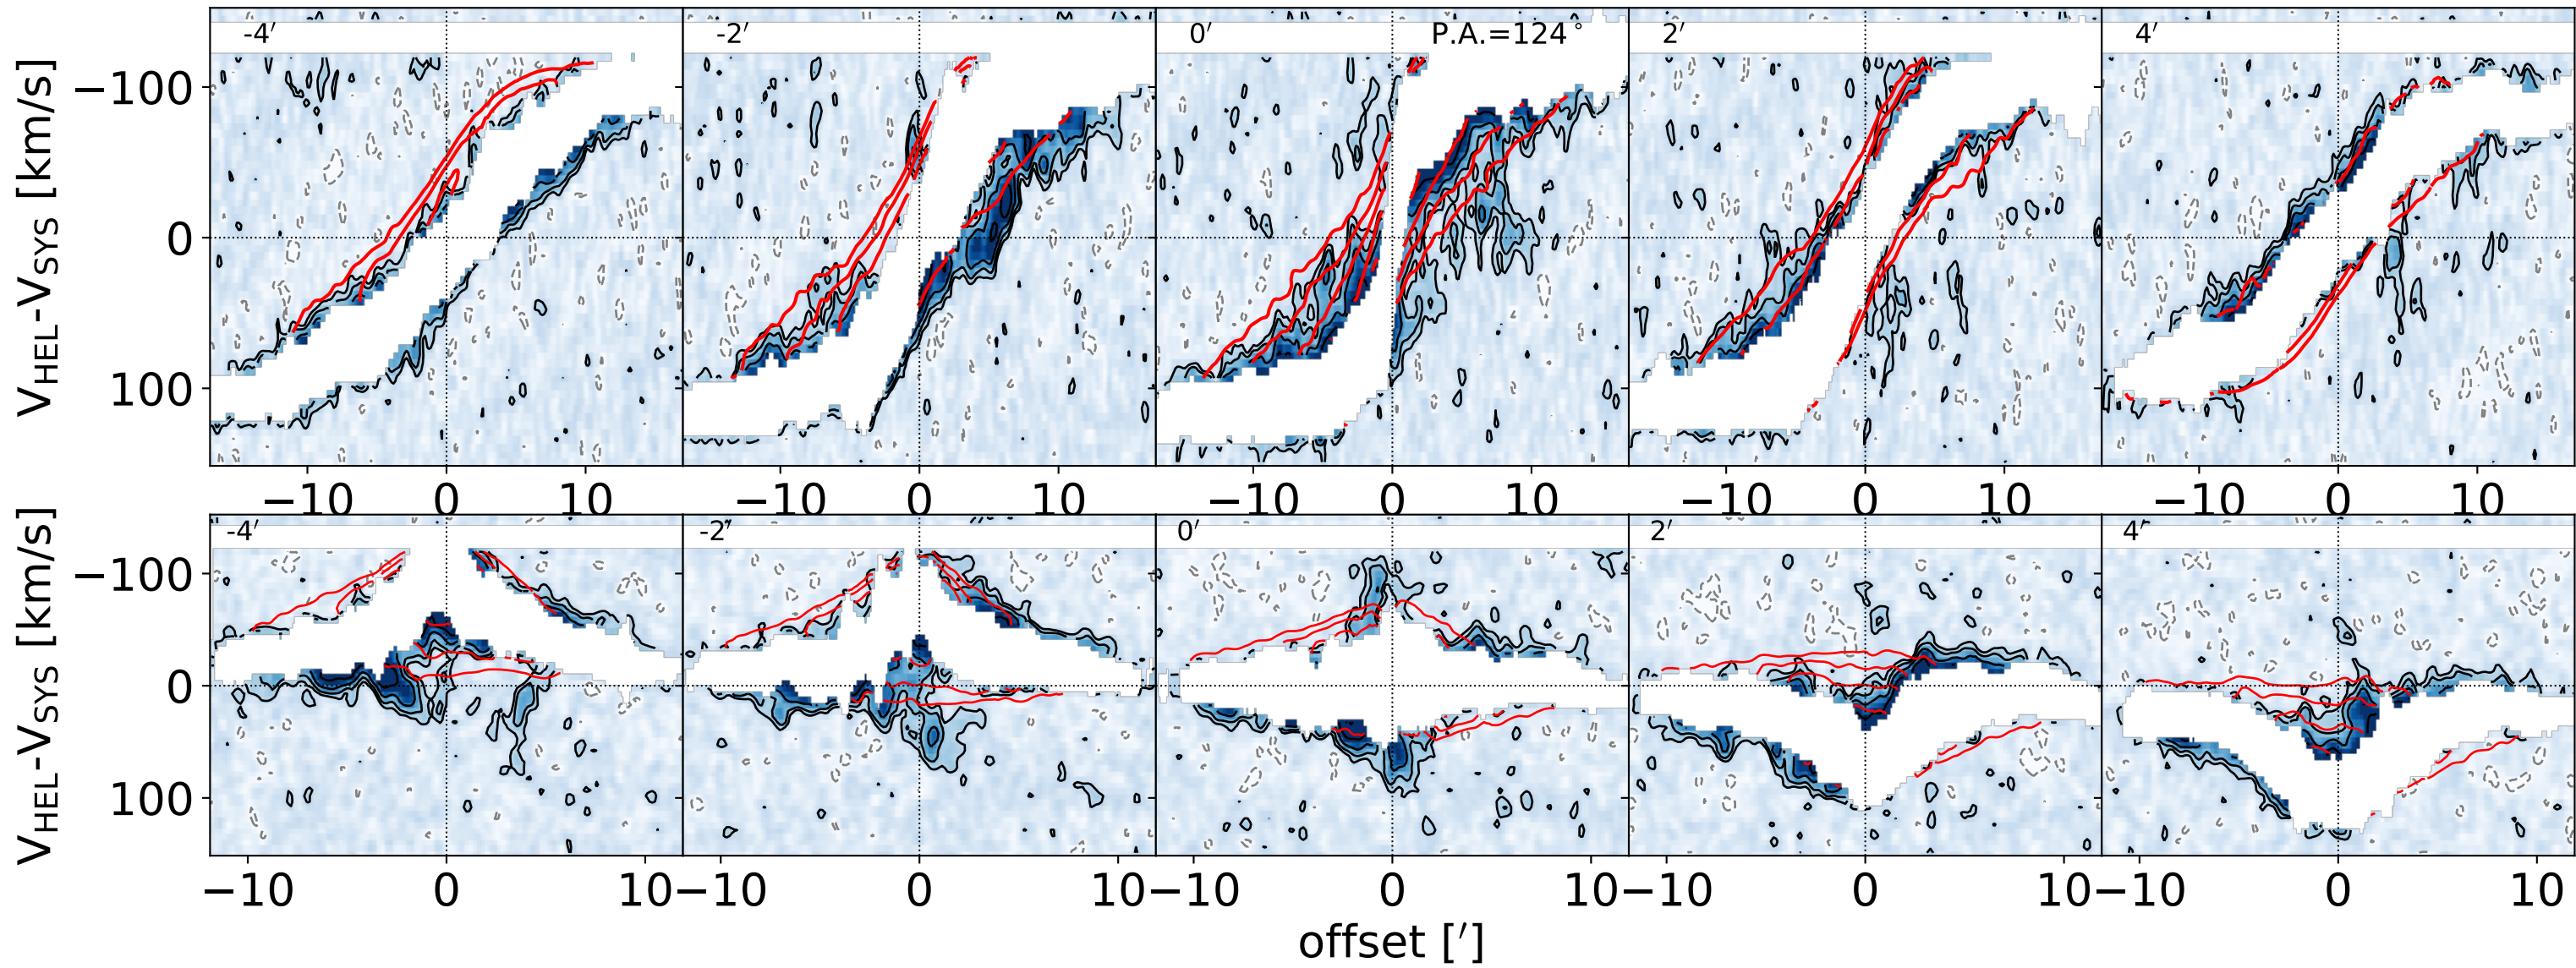 -4′ -2′ 0′ P.A.=124° 2′ 4′
V_HEL-V_SYS [km/s]
−100
0
100
−10 0 10 −10 0 10 −10 0 10 −10 0 10 −10 0 10
-4′ -2′ 0′ 2′ 4′
V_HEL-V_SYS [km/s]
−100
0
100
−10 0 10 −10 0 10 −10 0 10 −10 0 10 −10 0 10
offset [′]